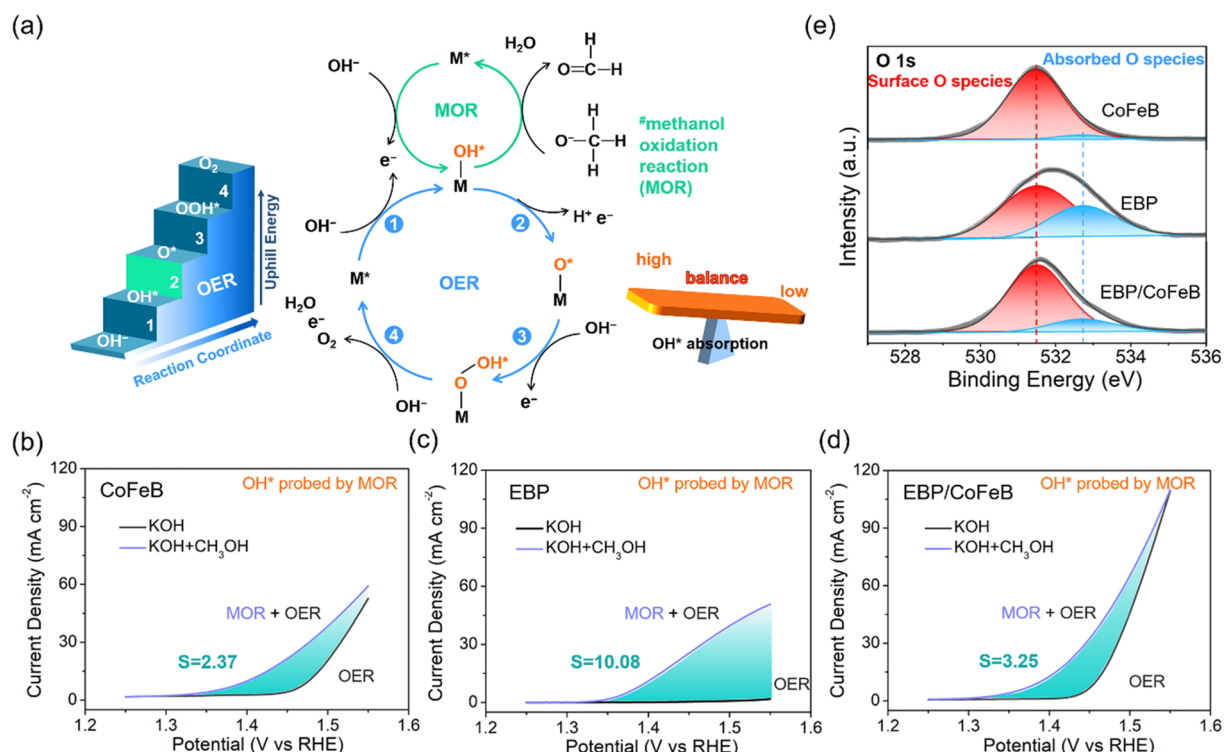 (a)
O₂
4
OOH*
3
O*
2
OH*
1
OH⁻
OER
Uphill Energy
Reaction Coordinate
OH⁻
M*
H₂O
H
O=C–H
MOR
H
O⁻–C–H
H
#methanol
oxidation
reaction
(MOR)
e⁻
OH*
M
OH⁻
1
2
H⁺ e⁻
M*
OER
O*
M
H₂O
e⁻
O₂
4
3
OH⁻
OH*
O
M
OH⁻
e⁻
high
balance
low
OH* absorption
(e)
O 1s
Surface O species
Absorbed O species
CoFeB
EBP
EBP/CoFeB
Intensity (a.u.)
528 530 532 534 536
Binding Energy (eV)
(b)
CoFeB
OH* probed by MOR
KOH
KOH+CH₃OH
MOR + OER
S=2.37
OER
120
90
60
30
0
Current Density (mA cm⁻²)
1.2 1.3 1.4 1.5 1.6
Potential (V vs RHE)
(c)
EBP
OH* probed by MOR
KOH
KOH+CH₃OH
MOR + OER
S=10.08
OER
120
90
60
30
0
Current Density (mA cm⁻²)
1.2 1.3 1.4 1.5 1.6
Potential (V vs RHE)
(d)
EBP/CoFeB
OH* probed by MOR
KOH
KOH+CH₃OH
MOR + OER
S=3.25
OER
120
90
60
30
0
Current Density (mA cm⁻²)
1.2 1.3 1.4 1.5 1.6
Potential (V vs RHE)